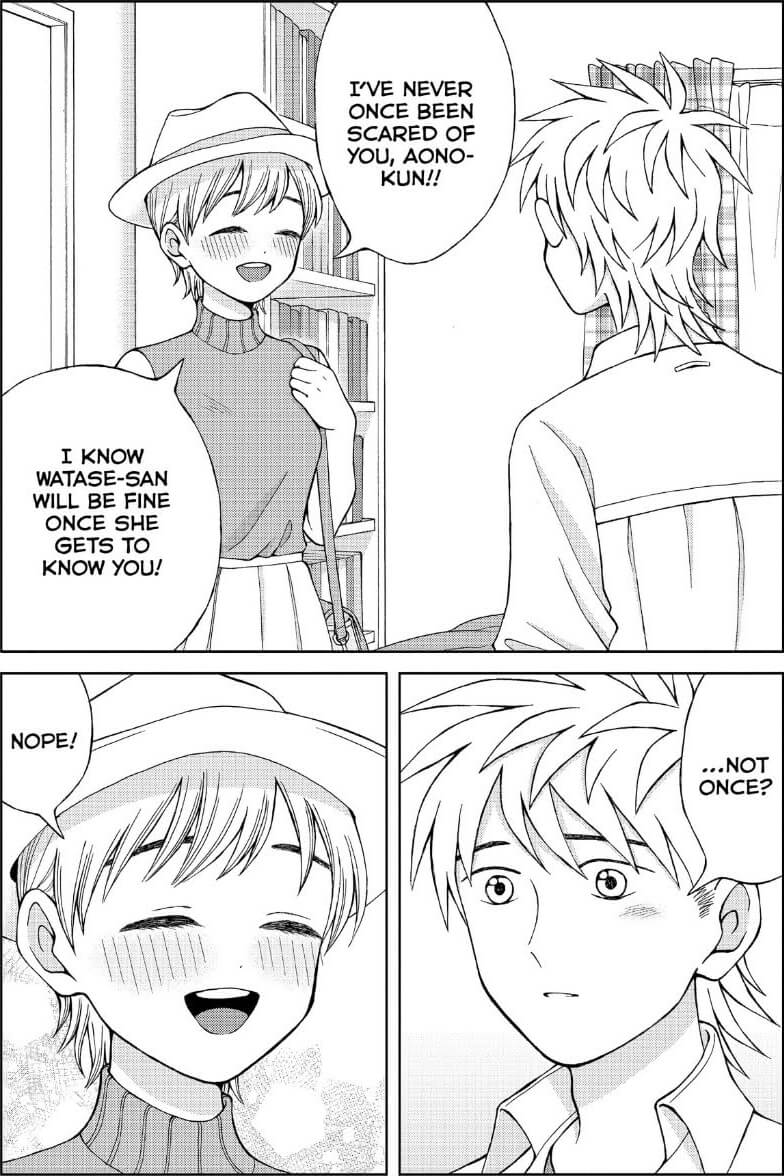 I'VE NEVER
ONCE BEEN
SCARED OF
YOU, AONO-
KUN!!
I KNOW
WATASE-SAN
WILL BE FINE
ONCE SHE
GETS TO
KNOW YOU!
...NOT
ONCE?
NOPE!